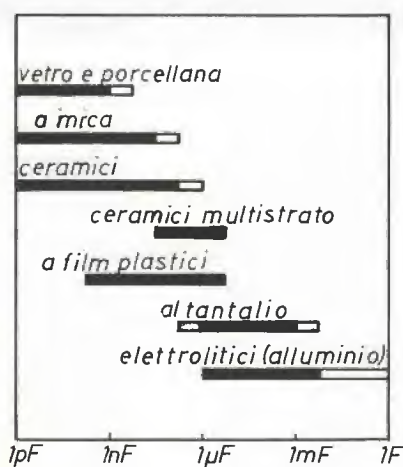 vetro e porcellana
a mica
ceramici
ceramici multistrato
a film plastici
al tantalio
elettrolitici (alluminio)
1pF 1nF 1µF 1mF 1F